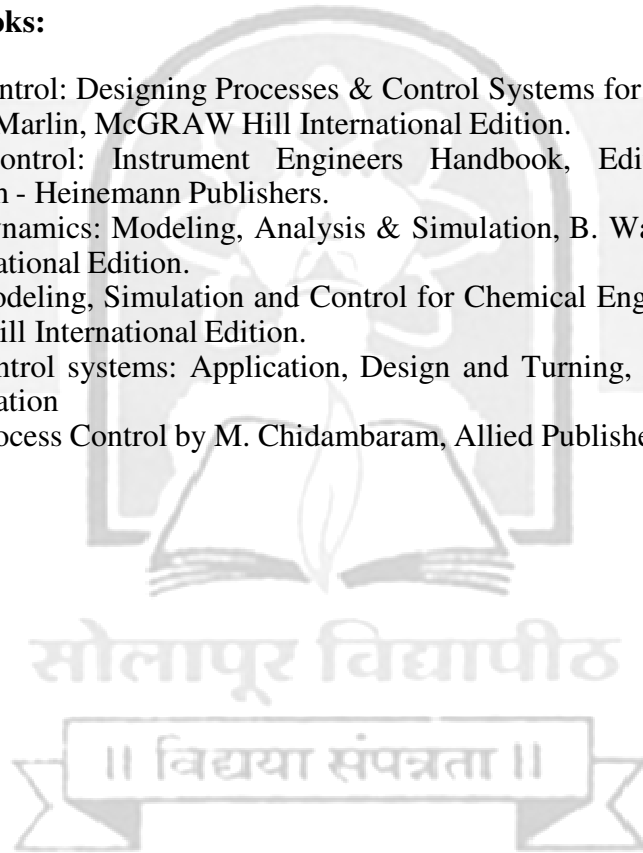 oks:
ntrol: Designing Processes & Control Systems for
Marlin, McGRAW Hill International Edition.
ontrol: Instrument Engineers Handbook, Edi
n - Heinemann Publishers.
ynamics: Modeling, Analysis & Simulation, B. Wa
ational Edition.
odeling, Simulation and Control for Chemical Eng
Hill International Edition.
ntrol systems: Application, Design and Turning,
ation
ocess Control by M. Chidambaram, Allied Publishe
सोलापूर विद्यापीठ
॥ विद्यया संपन्नता ॥